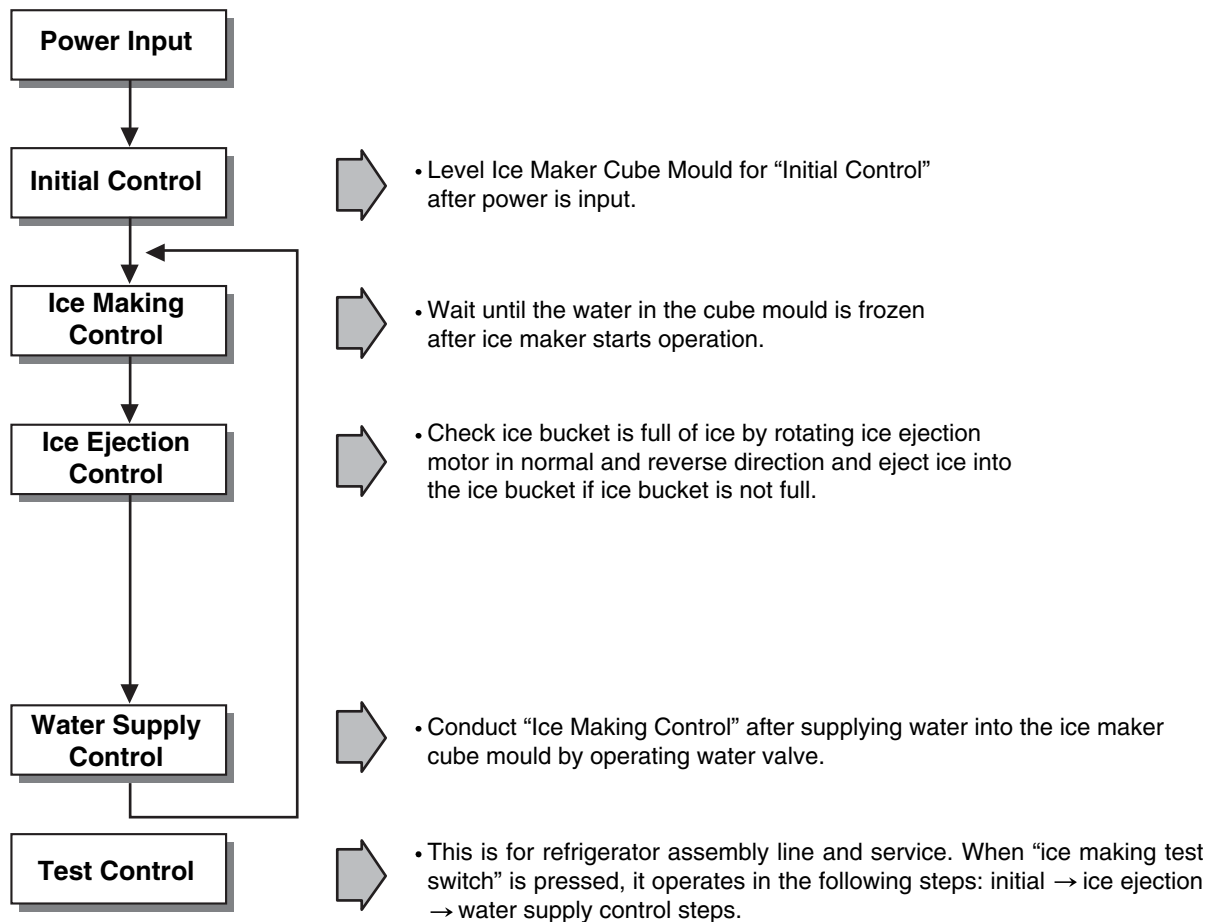 Power Input
Initial Control
• Level Ice Maker Cube Mould for “Initial Control”
after power is input.
Ice Making
Control
• Wait until the water in the cube mould is frozen
after ice maker starts operation.
Ice Ejection
Control
• Check ice bucket is full of ice by rotating ice ejection
motor in normal and reverse direction and eject ice into
the ice bucket if ice bucket is not full.
Water Supply
Control
• Conduct “Ice Making Control” after supplying water into the ice maker
cube mould by operating water valve.
Test Control
• This is for refrigerator assembly line and service. When “ice making test
switch” is pressed, it operates in the following steps: initial → ice ejection
→ water supply control steps.